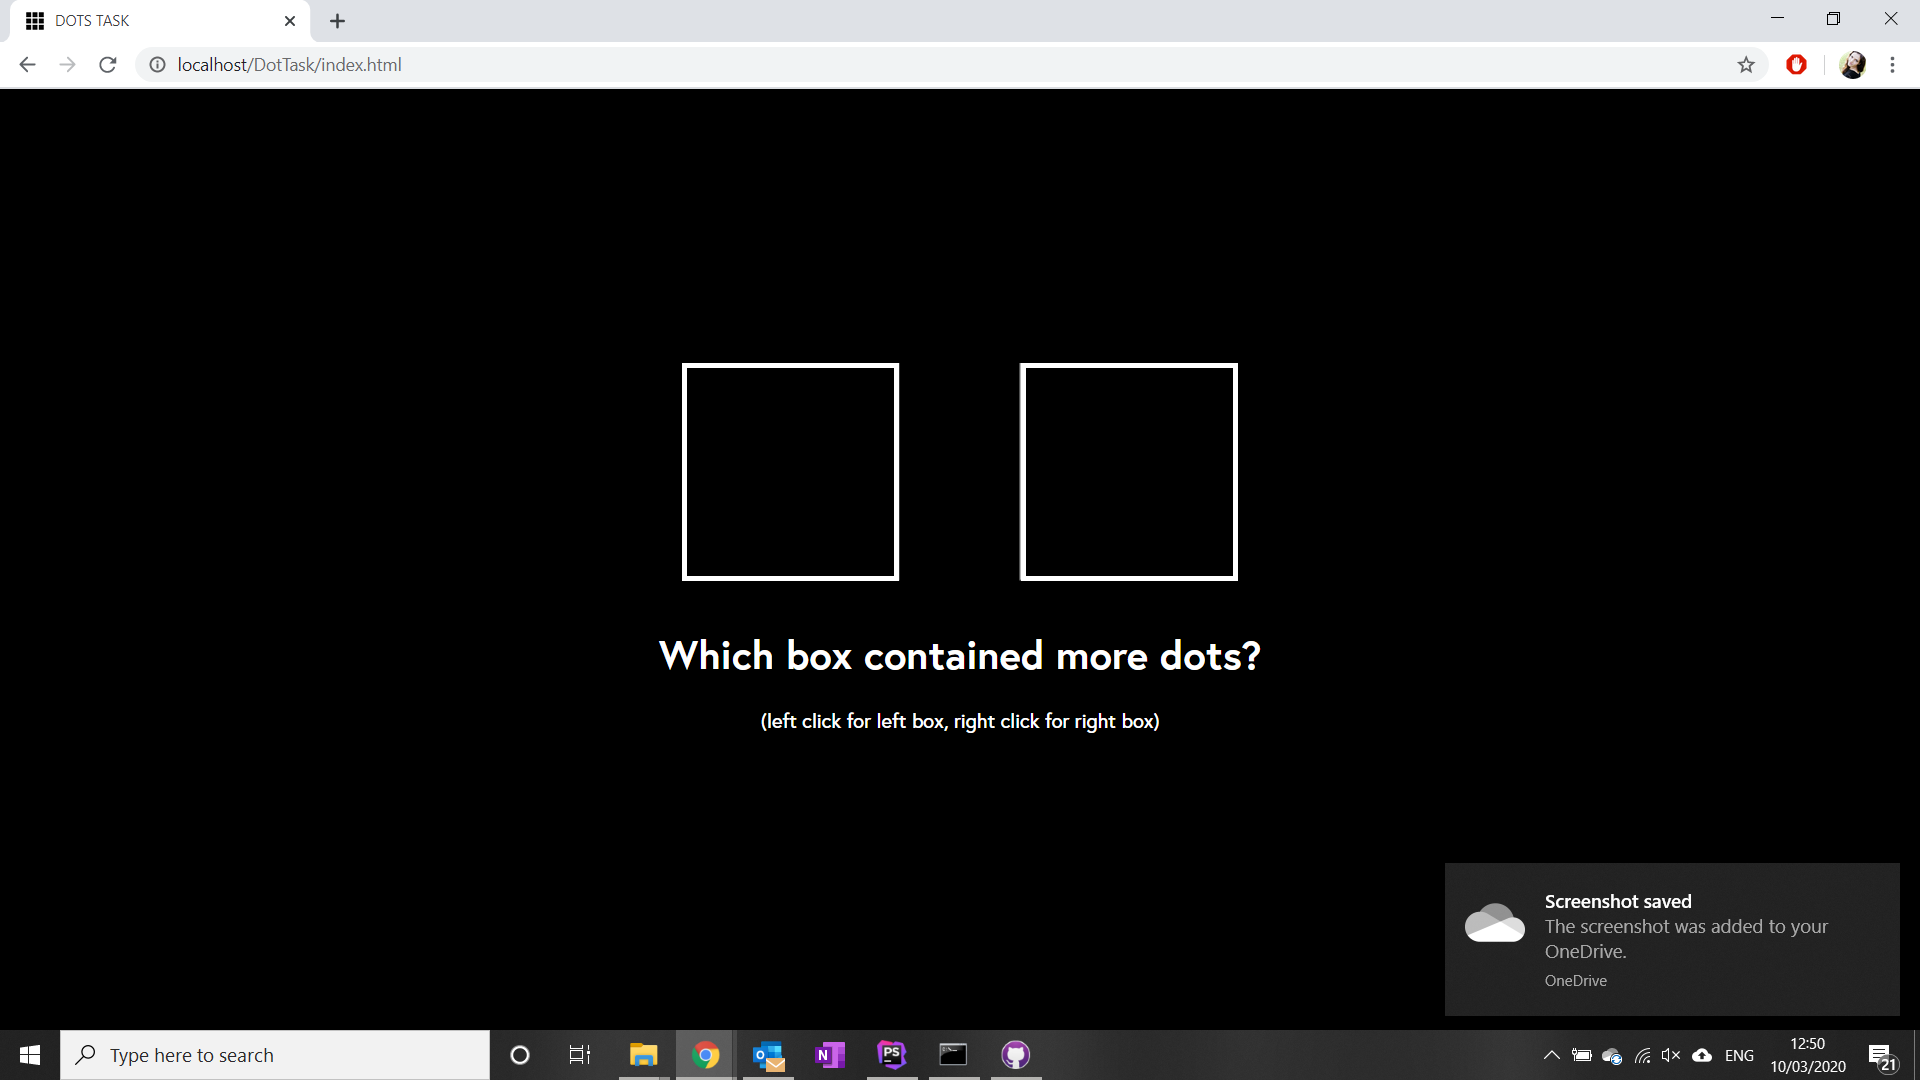 DOTS TASK
localhost/DotTask/index.html
Which box contained more dots?
(left click for left box, right click for right box)
Screenshot saved
The screenshot was added to your
OneDrive.
OneDrive
Type here to search
O
N
PS
ENG
12:50
10/03/2020
21